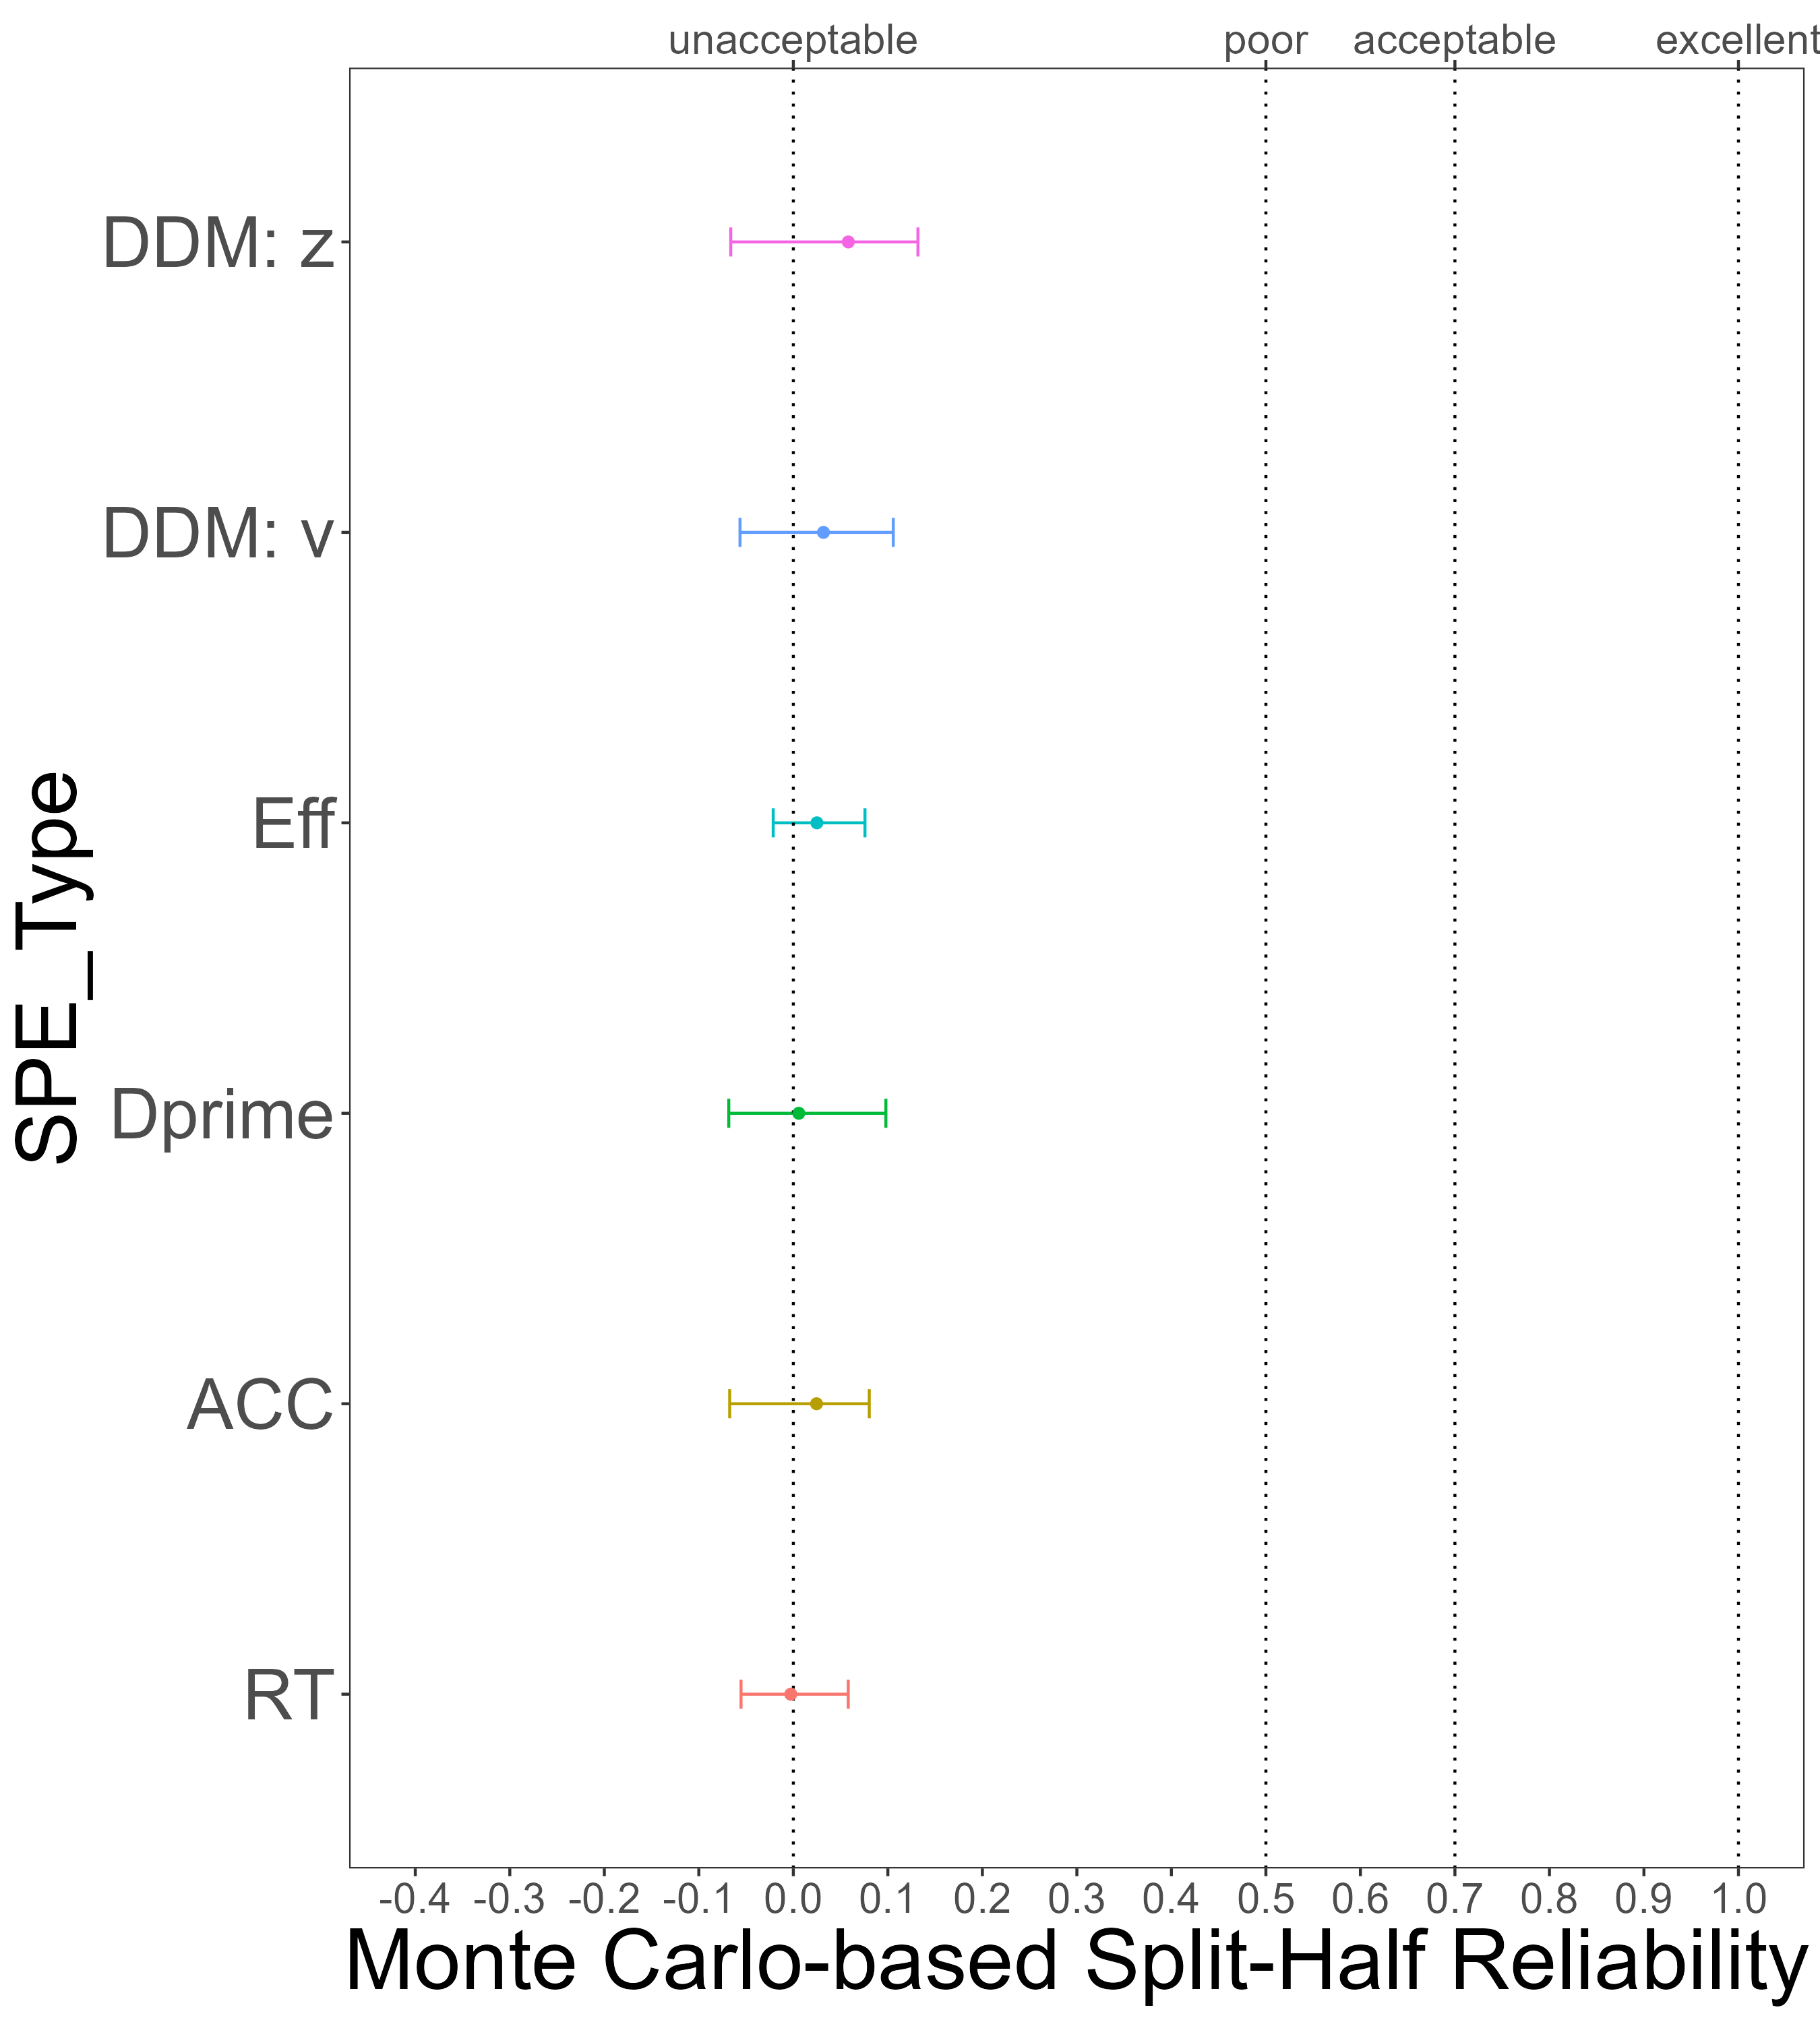 unacceptable poor acceptable excellent
DDM: z
DDM: v
Eff
Dprime
ACC
RT
SPE_Type
-0.4 -0.3 -0.2 -0.1 0.0 0.1 0.2 0.3 0.4 0.5 0.6 0.7 0.8 0.9 1.0
Monte Carlo-based Split-Half Reliability